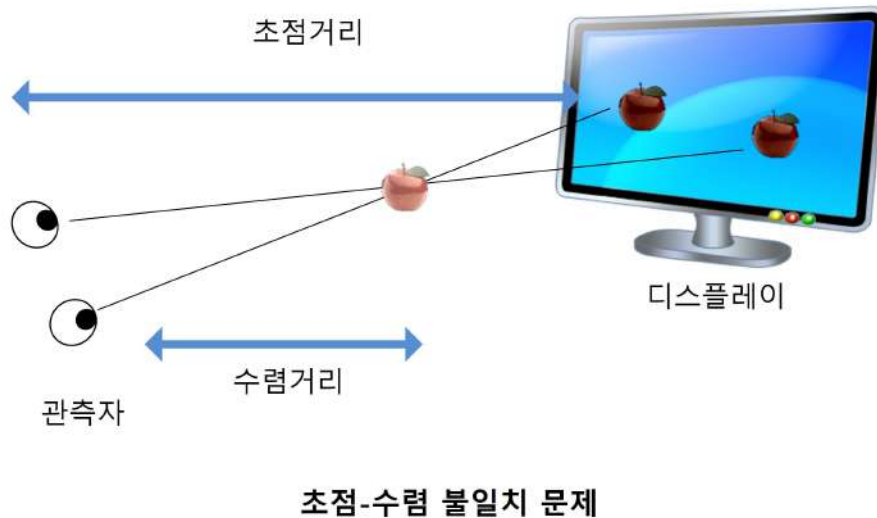 초점거리
디스플레이
수렴거리
관측자
초점-수렴 불일치 문제